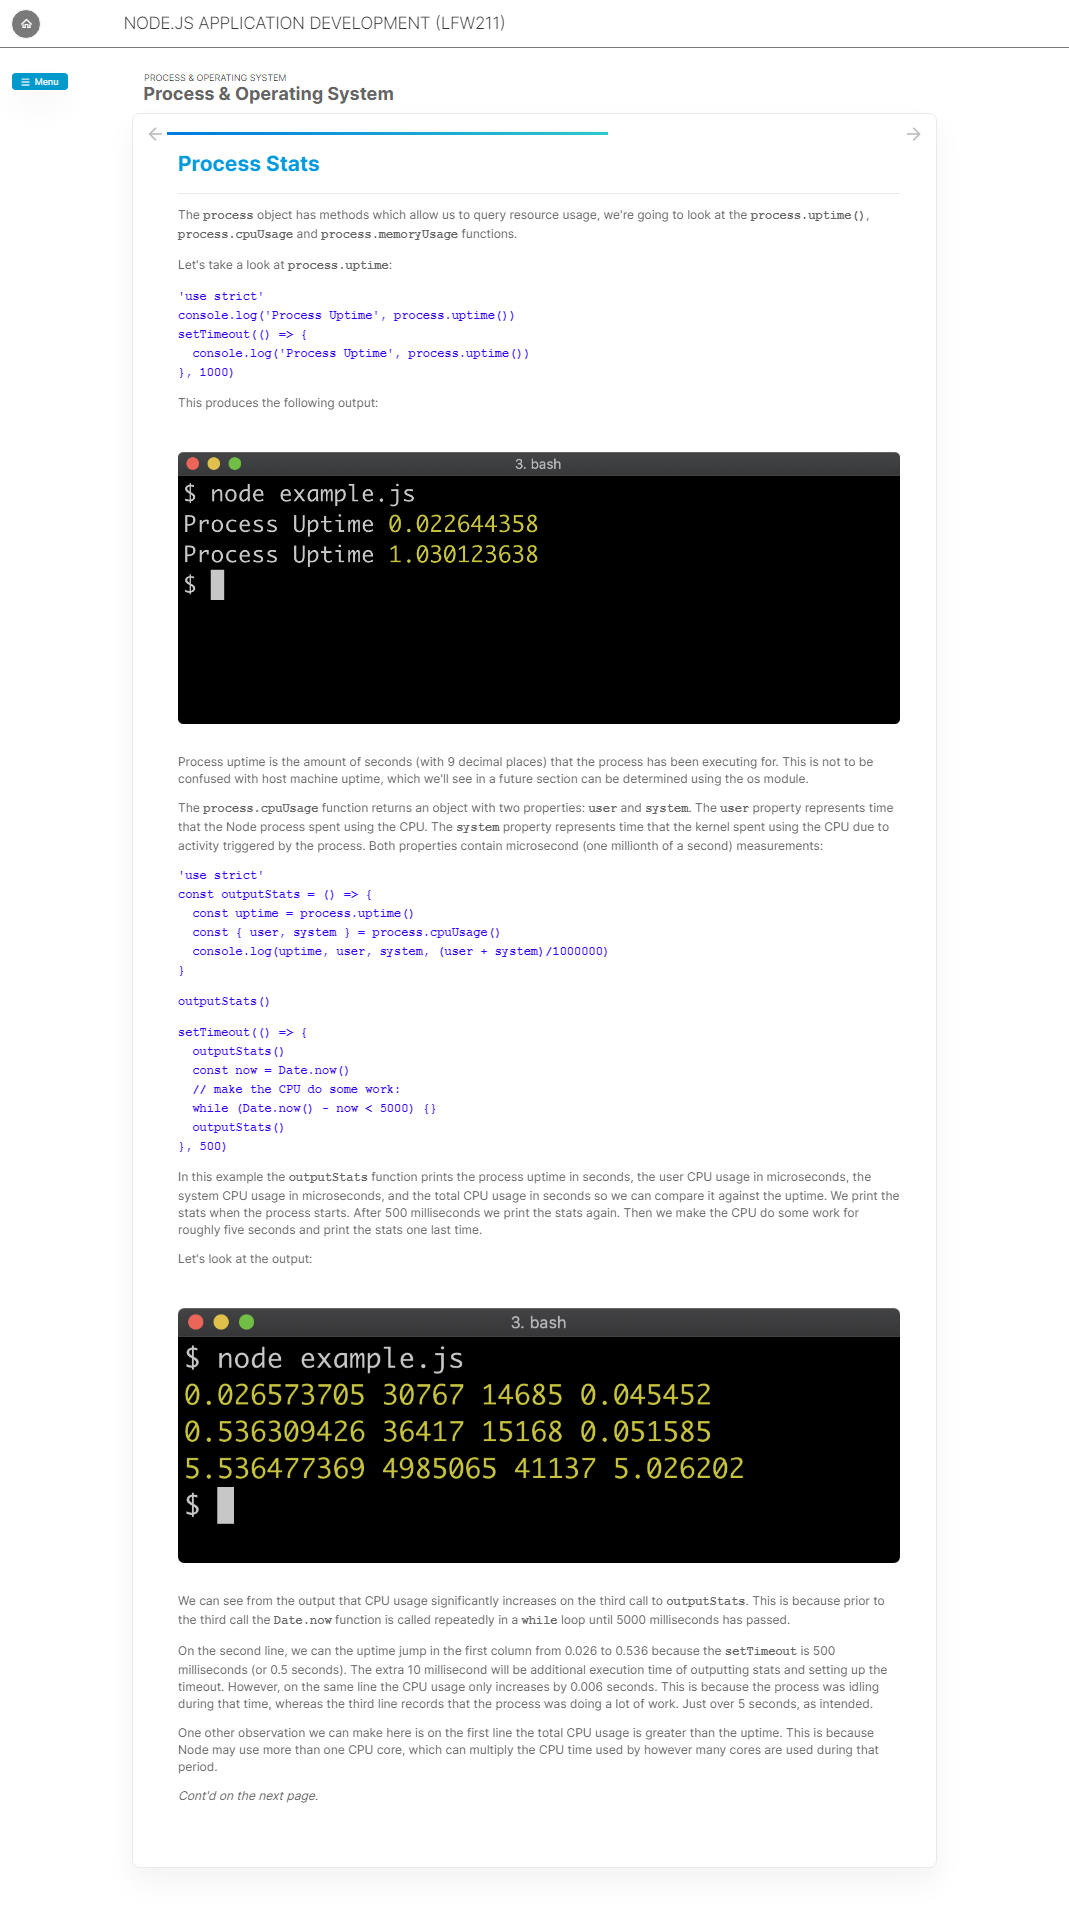 NODE.JS APPLICATION DEVELOPMENT (LFW211)
Menu
PROCESS & OPERATING SYSTEM
Process & Operating System
Process Stats
The process object has methods which allow us to query resource usage, we're going to look at the process.uptime(),
process.cpuUsage and process.memoryUsage functions.
Let's take a look at process.uptime:
'use strict'
console.log('Process Uptime', process.uptime())
setTimeout(() => {
  console.log('Process Uptime', process.uptime())
}, 1000)
This produces the following output:
3. bash
$ node example.js
Process Uptime 0.022644358
Process Uptime 1.030123638
$
Process uptime is the amount of seconds (with 9 decimal places) that the process has been executing for. This is not to be
confused with host machine uptime, which we'll see in a future section can be determined using the os module.
The process.cpuUsage function returns an object with two properties: user and system. The user property represents time
that the Node process spent using the CPU. The system property represents time that the kernel spent using the CPU due to
activity triggered by the process. Both properties contain microsecond (one millionth of a second) measurements:
'use strict'
const outputStats = () => {
  const uptime = process.uptime()
  const { user, system } = process.cpuUsage()
  console.log(uptime, user, system, (user + system)/1000000)
}
outputStats()
setTimeout(() => {
  outputStats()
  const now = Date.now()
  // make the CPU do some work:
  while (Date.now() - now < 5000) {}
  outputStats()
}, 500)
In this example the outputStats function prints the process uptime in seconds, the user CPU usage in microseconds, the
system CPU usage in microseconds, and the total CPU usage in seconds so we can compare it against the uptime. We print the
stats when the process starts. After 500 milliseconds we print the stats again. Then we make the CPU do some work for
roughly five seconds and print the stats one last time.
Let's look at the output:
3. bash
$ node example.js
0.026573705 30767 14685 0.045452
0.536309426 36417 15168 0.051585
5.536477369 4985065 41137 5.026202
$
We can see from the output that CPU usage significantly increases on the third call to outputStats. This is because prior to
the third call the Date.now function is called repeatedly in a while loop until 5000 milliseconds has passed.
On the second line, we can the uptime jump in the first column from 0.026 to 0.536 because the setTimeout is 500
milliseconds (or 0.5 seconds). The extra 10 millisecond will be additional execution time of outputting stats and setting up the
timeout. However, on the same line the CPU usage only increases by 0.006 seconds. This is because the process was idling
during that time, whereas the third line records that the process was doing a lot of work. Just over 5 seconds, as intended.
One other observation we can make here is on the first line the total CPU usage is greater than the uptime. This is because
Node may use more than one CPU core, which can multiply the CPU time used by however many cores are used during that
period.
Cont'd on the next page.